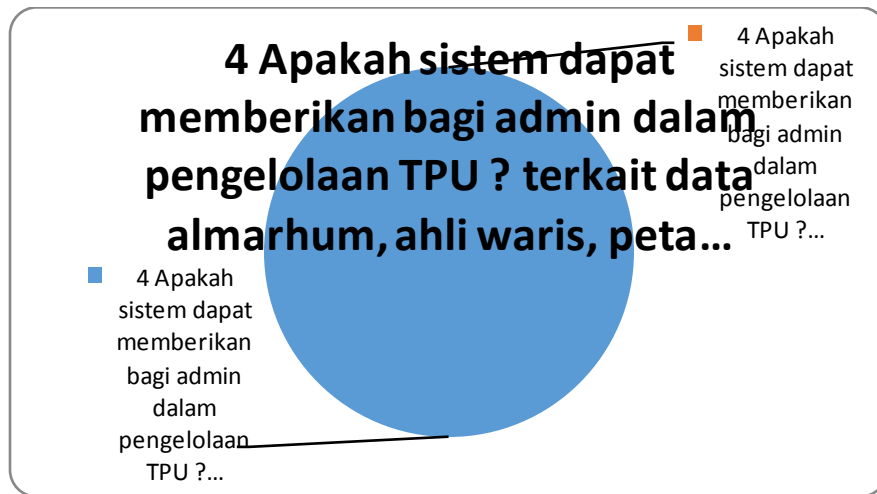 4 Apakah sistem dapat
memberikan bagi admin dalam
pengelolaan TPU ? terkait data
almarhum, ahli waris, peta...
4 Apakah
sistem dapat
memberikan
bagi admin
dalam
pengelolaan
TPU ?...
4 Apakah
sistem dapat
memberikan
bagi admin
dalam
pengelolaan
TPU ?...